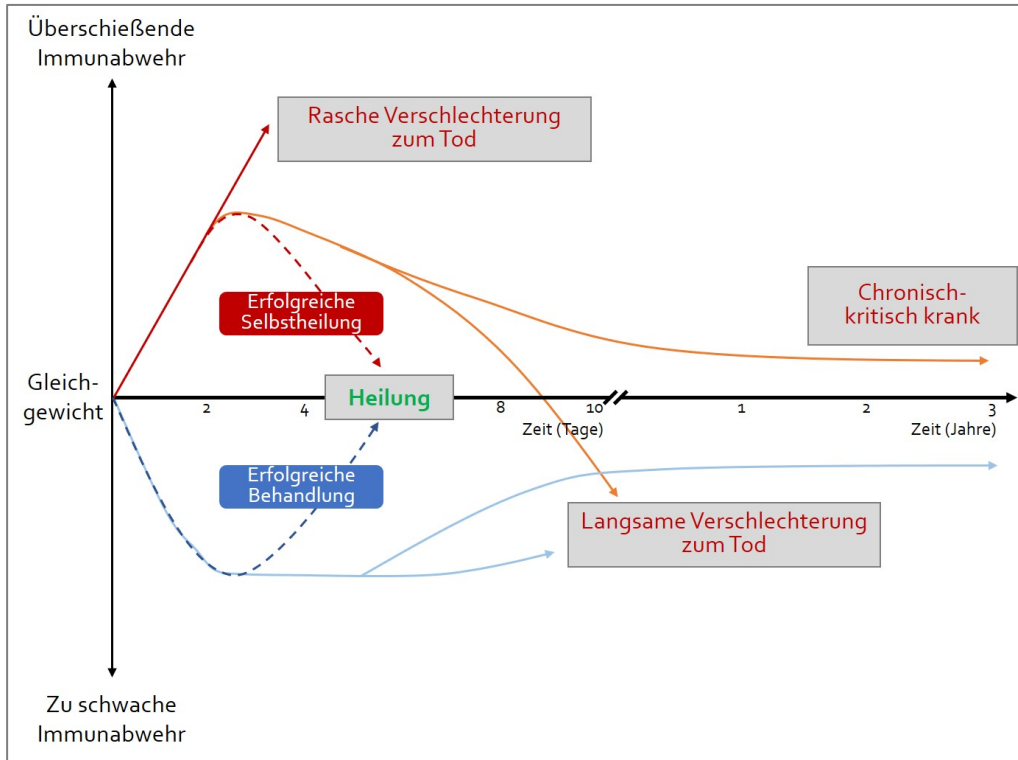 Überschießende
Immunabwehr
Rasche Verschlechterung
zum Tod
Erfolgreiche
Selbstheilung
Chronisch-
kritisch krank
Gleich-
gewicht
Heilung
2
4
8
10
1
2
3
Zeit (Tage)
Zeit (Jahre)
Erfolgreiche
Behandlung
Langsame Verschlechterung
zum Tod
Zu schwache
Immunabwehr